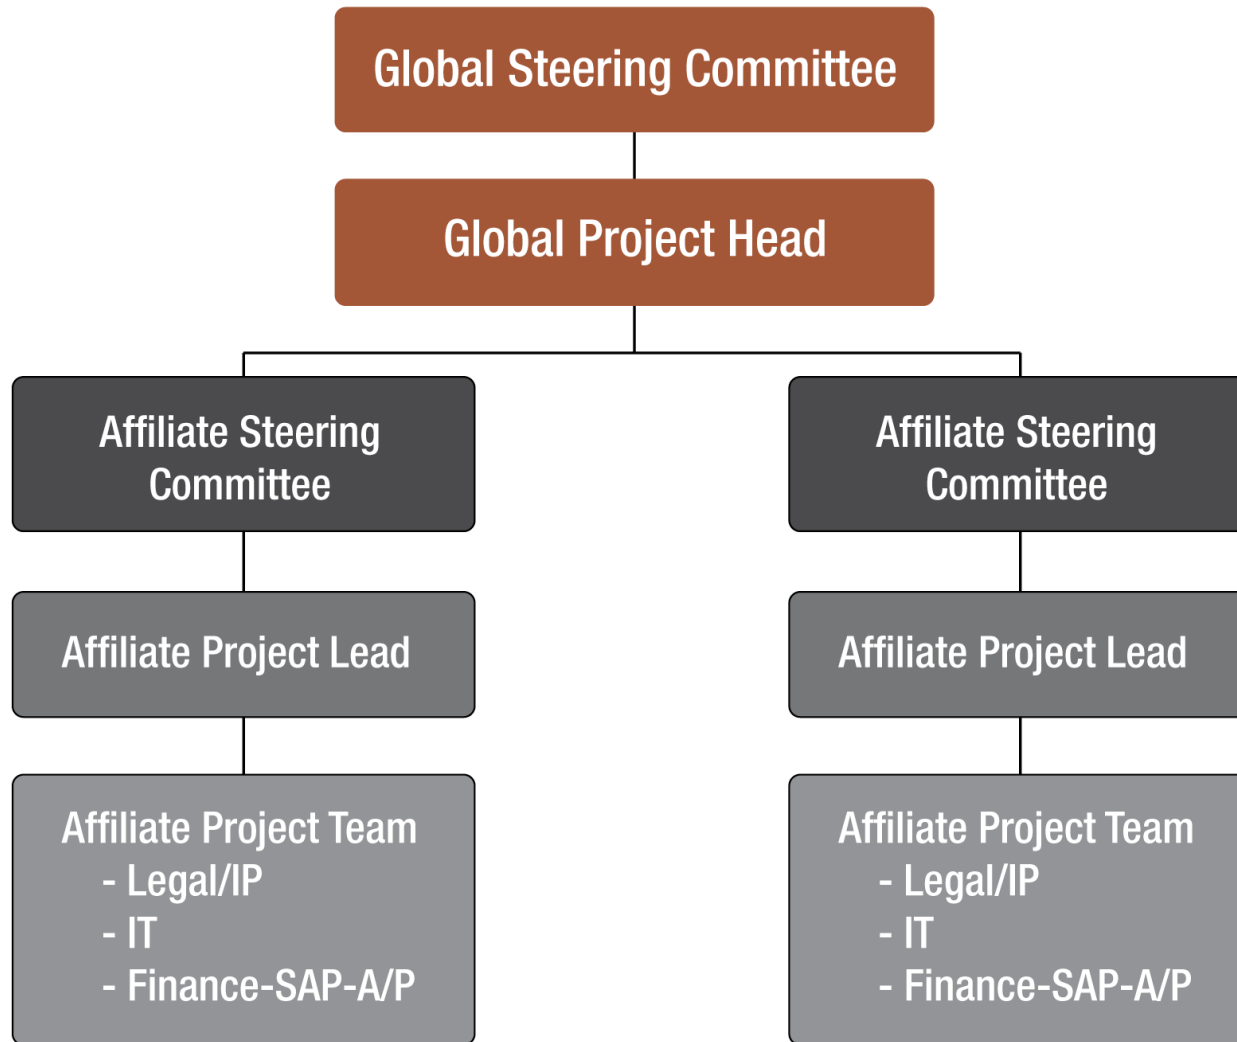 Global Steering Committee
Global Project Head
Affiliate Steering
Committee
Affiliate Project Lead
Affiliate Project Team
- Legal/IP
- IT
- Finance-SAP-A/P
Affiliate Steering
Committee
Affiliate Project Lead
Affiliate Project Team
- Legal/IP
- IT
- Finance-SAP-A/P